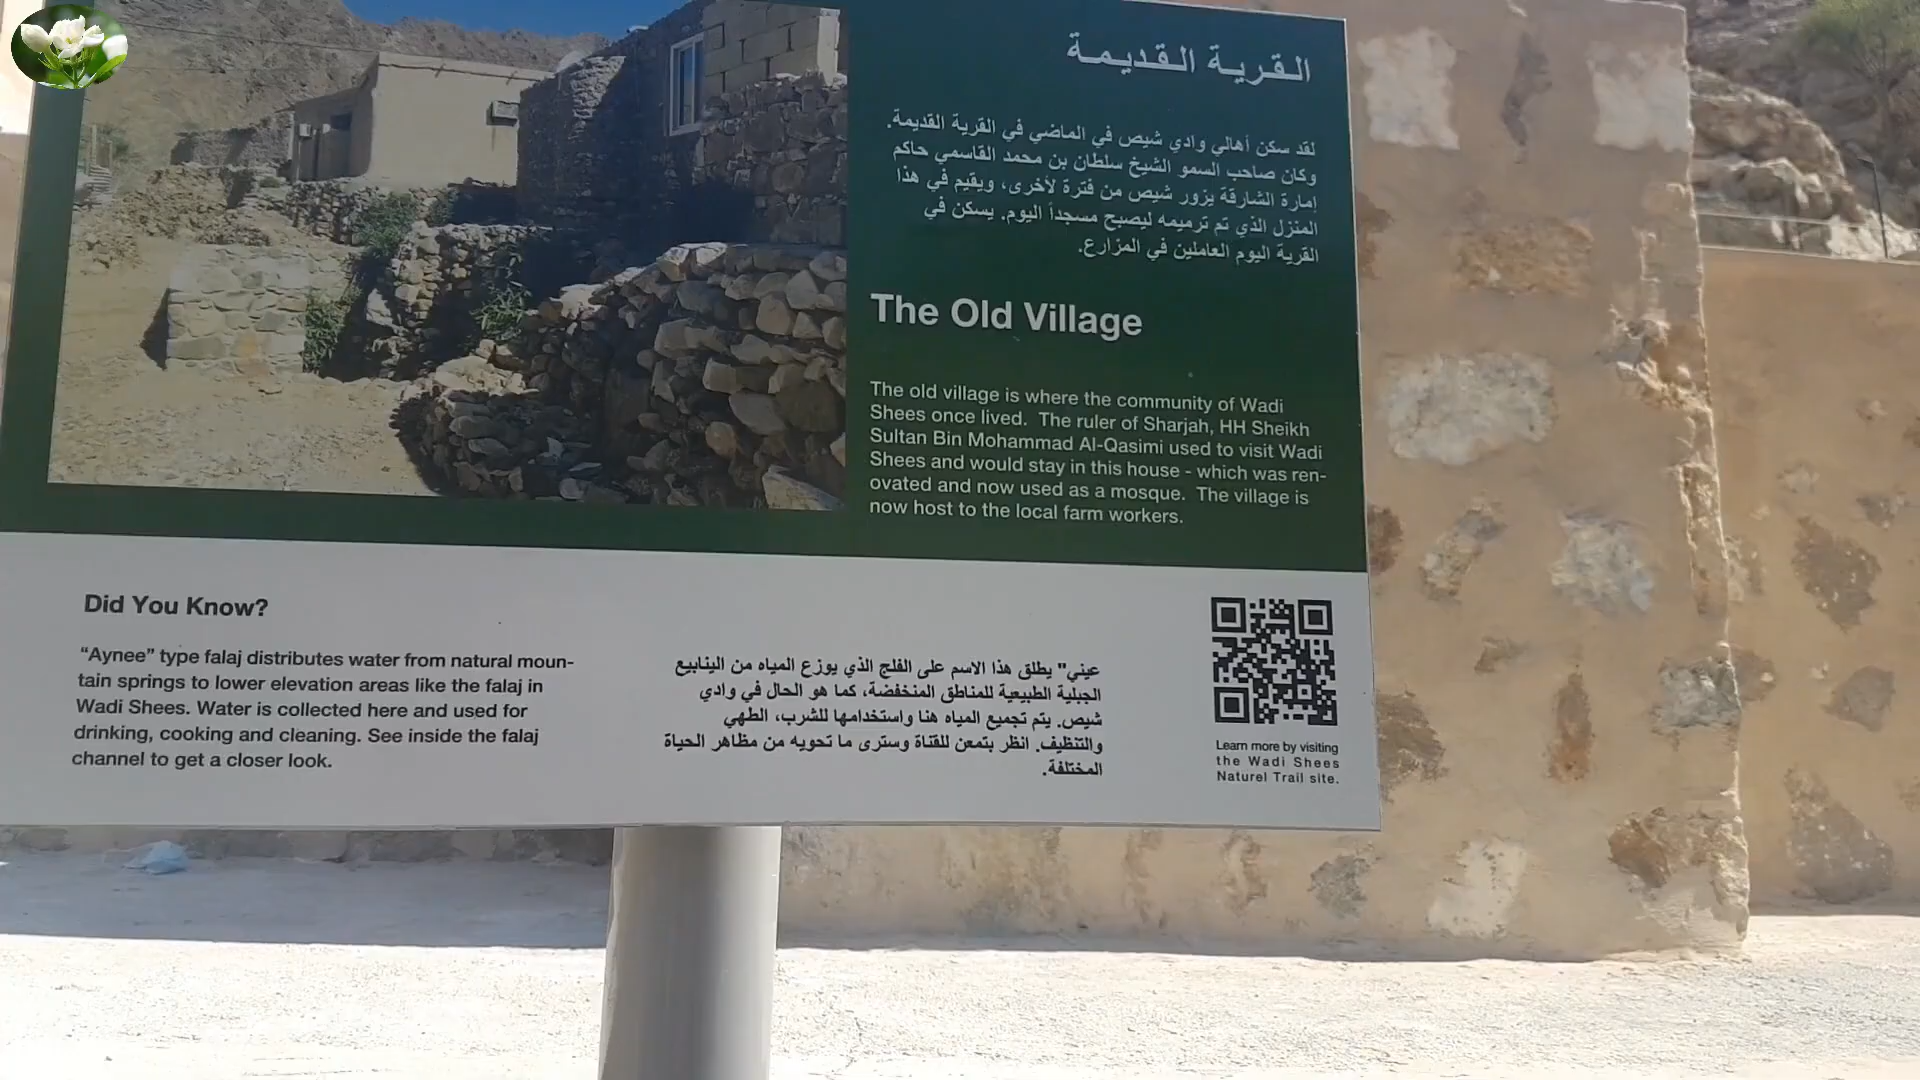 القرية القديمة
لقد سكن أهالي وادي شيص في الماضي في القرية القديمة.
وكان صاحب السمو الشيخ سلطان بن محمد القاسمي حاكم
إمارة الشارقة يزور شيص من فترة لأخرى، ويقيم في هذا
المنزل الذي تم ترميمه ليصبح مسجداً اليوم. يسكن في
القرية اليوم العاملين في المزارع.
The Old Village
The old village is where the community of Wadi
Shees once lived. The ruler of Sharjah, HH Sheikh
Sultan Bin Mohammad Al-Qasimi used to visit Wadi
Shees and would stay in this house - which was ren-
ovated and now used as a mosque. The village is
now host to the local farm workers.
Did You Know?
“Aynee” type falaj distributes water from natural moun-
tain springs to lower elevation areas like the falaj in
Wadi Shees. Water is collected here and used for
drinking, cooking and cleaning. See inside the falaj
channel to get a closer look.
عيني" يطلق هذا الاسم على الفلج الذي يوزع المياه من الينابيع
الجبلية الطبيعية للمناطق المنخفضة، كما هو الحال في وادي
شيص. يتم تجميع المياه هنا واستخدامها للشرب، الطهي
والتنظيف. انظر بتمعن للقناة وسترى ما تحويه من مظاهر الحياة
المختلفة.
Learn more by visiting
the Wadi Shees
Naturel Trail site.